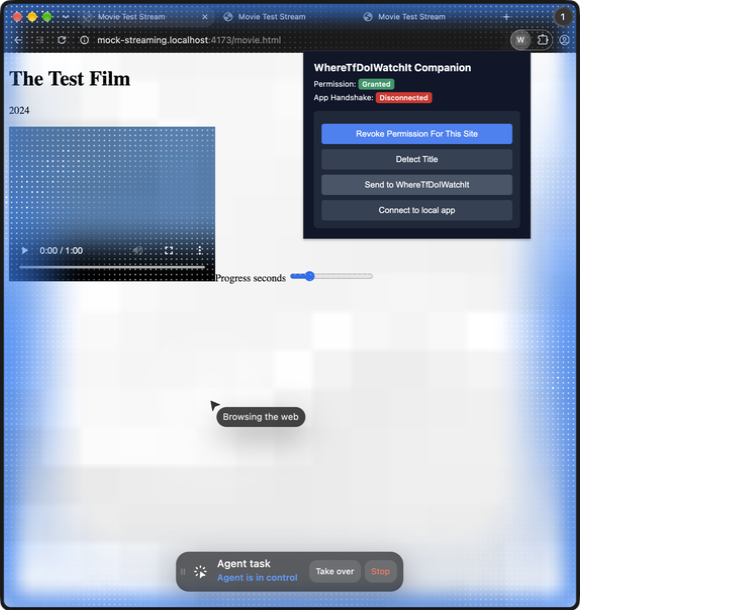 Movie Test Stream
Movie Test Stream
Movie Test Stream
1
mock-streaming.localhost:4173/movie.html
W
The Test Film
2024
0:00 / 1:00
Progress seconds
WhereTfDoIWatchIt Companion
Permission: Granted
App Handshake: Disconnected
Revoke Permission For This Site
Detect Title
Send to WhereTfDoIWatchIt
Connect to local app
Browsing the web
Agent task
Agent is in control
Take over
Stop